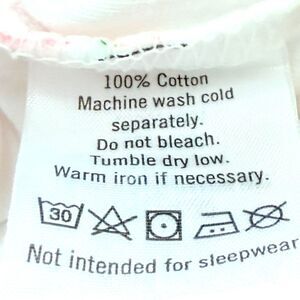 100% Cotton
Machine wash cold
separately.
Do not bleach.
Tumble dry low.
Warm iron if necessary.
30
Not intended for sleepwear